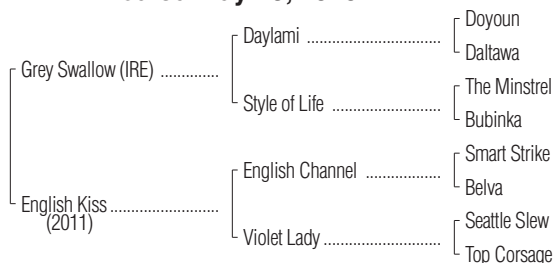 Doyoun
Daylami
Daltawa
Grey Swallow (IRE)
The Minstrel
Style of Life
Bubinka
Smart Strike
English Channel
Belva
English Kiss
(2011)
Seattle Slew
Violet Lady
Top Corsage